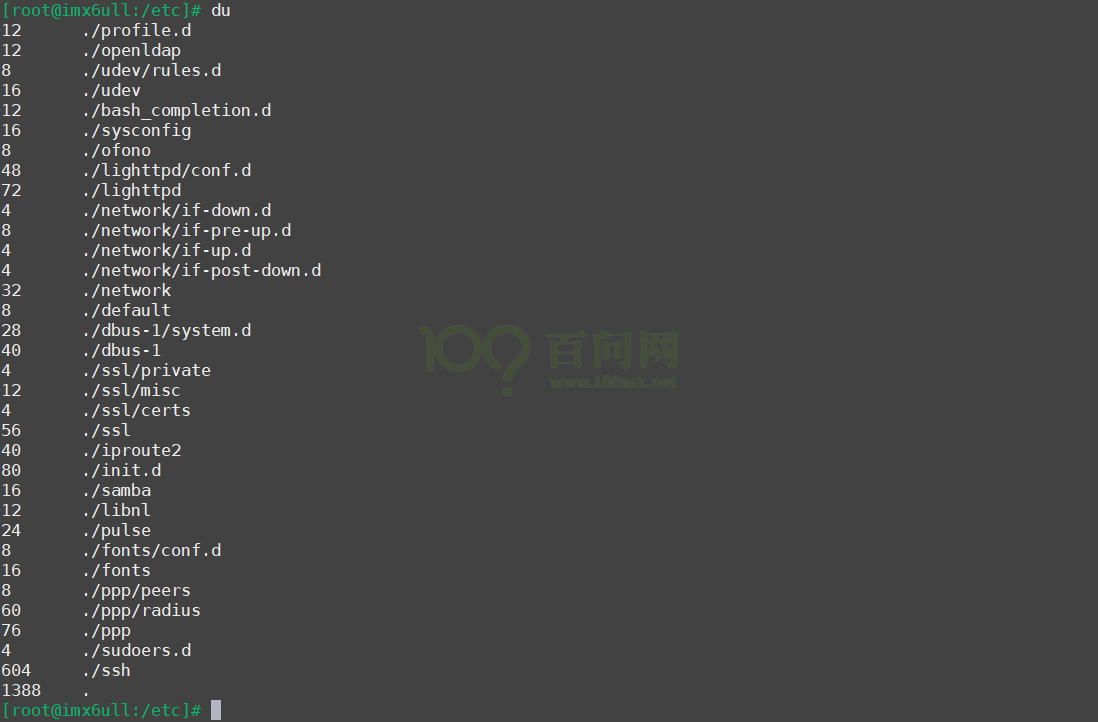 [root@imx6ull:/etc]# du
12      ./profile.d
12      ./openldap
8       ./udev/rules.d
16      ./udev
12      ./bash_completion.d
16      ./sysconfig
8       ./ofono
48      ./lighttpd/conf.d
72      ./lighttpd
4       ./network/if-down.d
8       ./network/if-pre-up.d
4       ./network/if-up.d
4       ./network/if-post-down.d
32      ./network
8       ./default
28      ./dbus-1/system.d
40      ./dbus-1
4       ./ssl/private
12      ./ssl/misc
4       ./ssl/certs
56      ./ssl
40      ./iproute2
80      ./init.d
16      ./samba
12      ./libnl
24      ./pulse
8       ./fonts/conf.d
16      ./fonts
8       ./ppp/peers
60      ./ppp/radius
76      ./ppp
4       ./sudoers.d
604     ./ssh
1388    .
[root@imx6ull:/etc]#
100 百问网
www.100ask.net